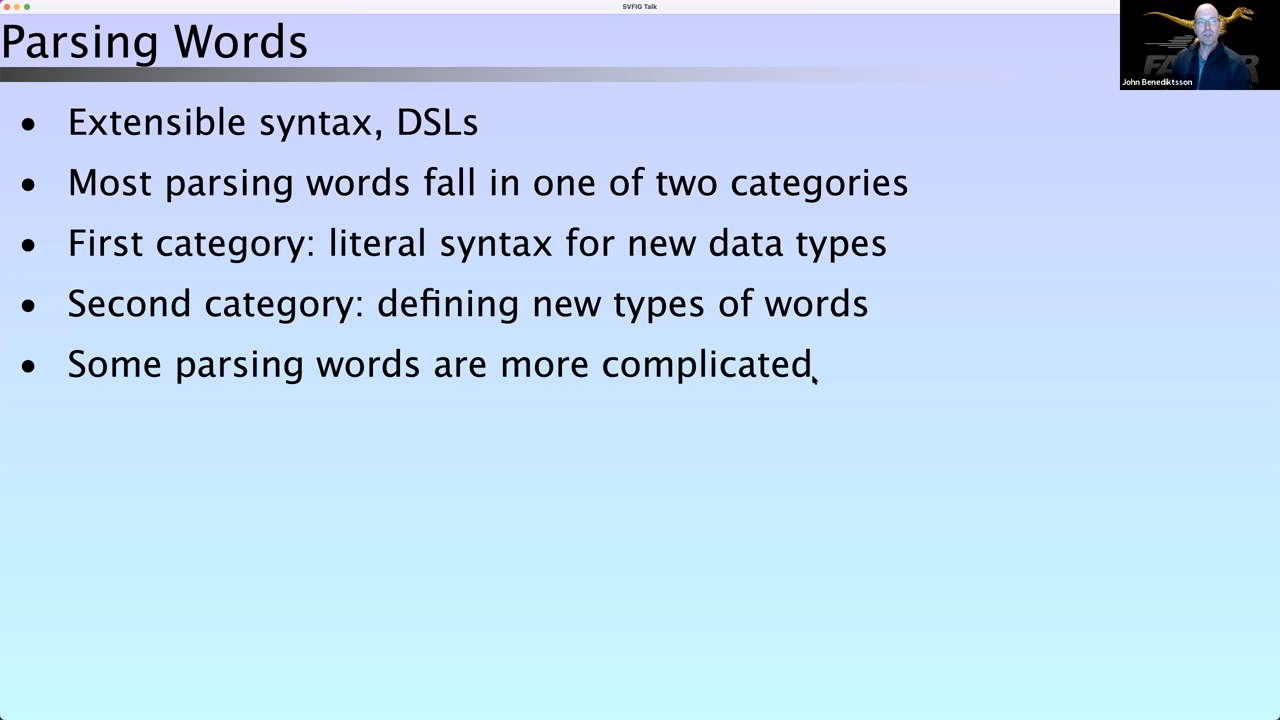 SVFIG Talk
Parsing Words
• Extensible syntax, DSLs
• Most parsing words fall in one of two categories
• First category: literal syntax for new data types
• Second category: defining new types of words
• Some parsing words are more complicated
John Benediktsson